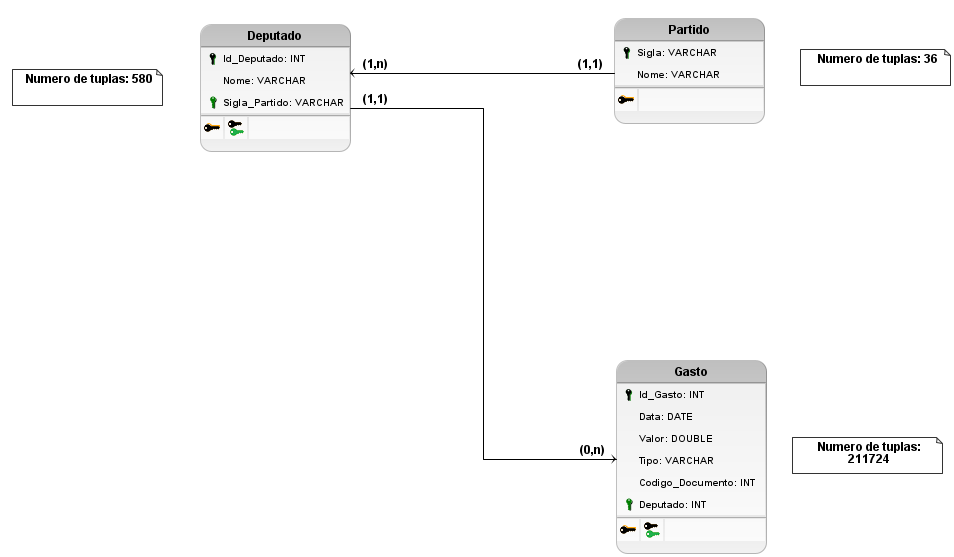 Deputado
Id_Deputado: INT
Nome: VARCHAR
Sigla_Partido: VARCHAR
Numero de tuplas: 580
(1,n)
(1,1)
(1,1)
Partido
Sigla: VARCHAR
Nome: VARCHAR
Numero de tuplas: 36
(0,n)
Gasto
Id_Gasto: INT
Data: DATE
Valor: DOUBLE
Tipo: VARCHAR
Codigo_Documento: INT
Deputado: INT
Numero de tuplas:
211724